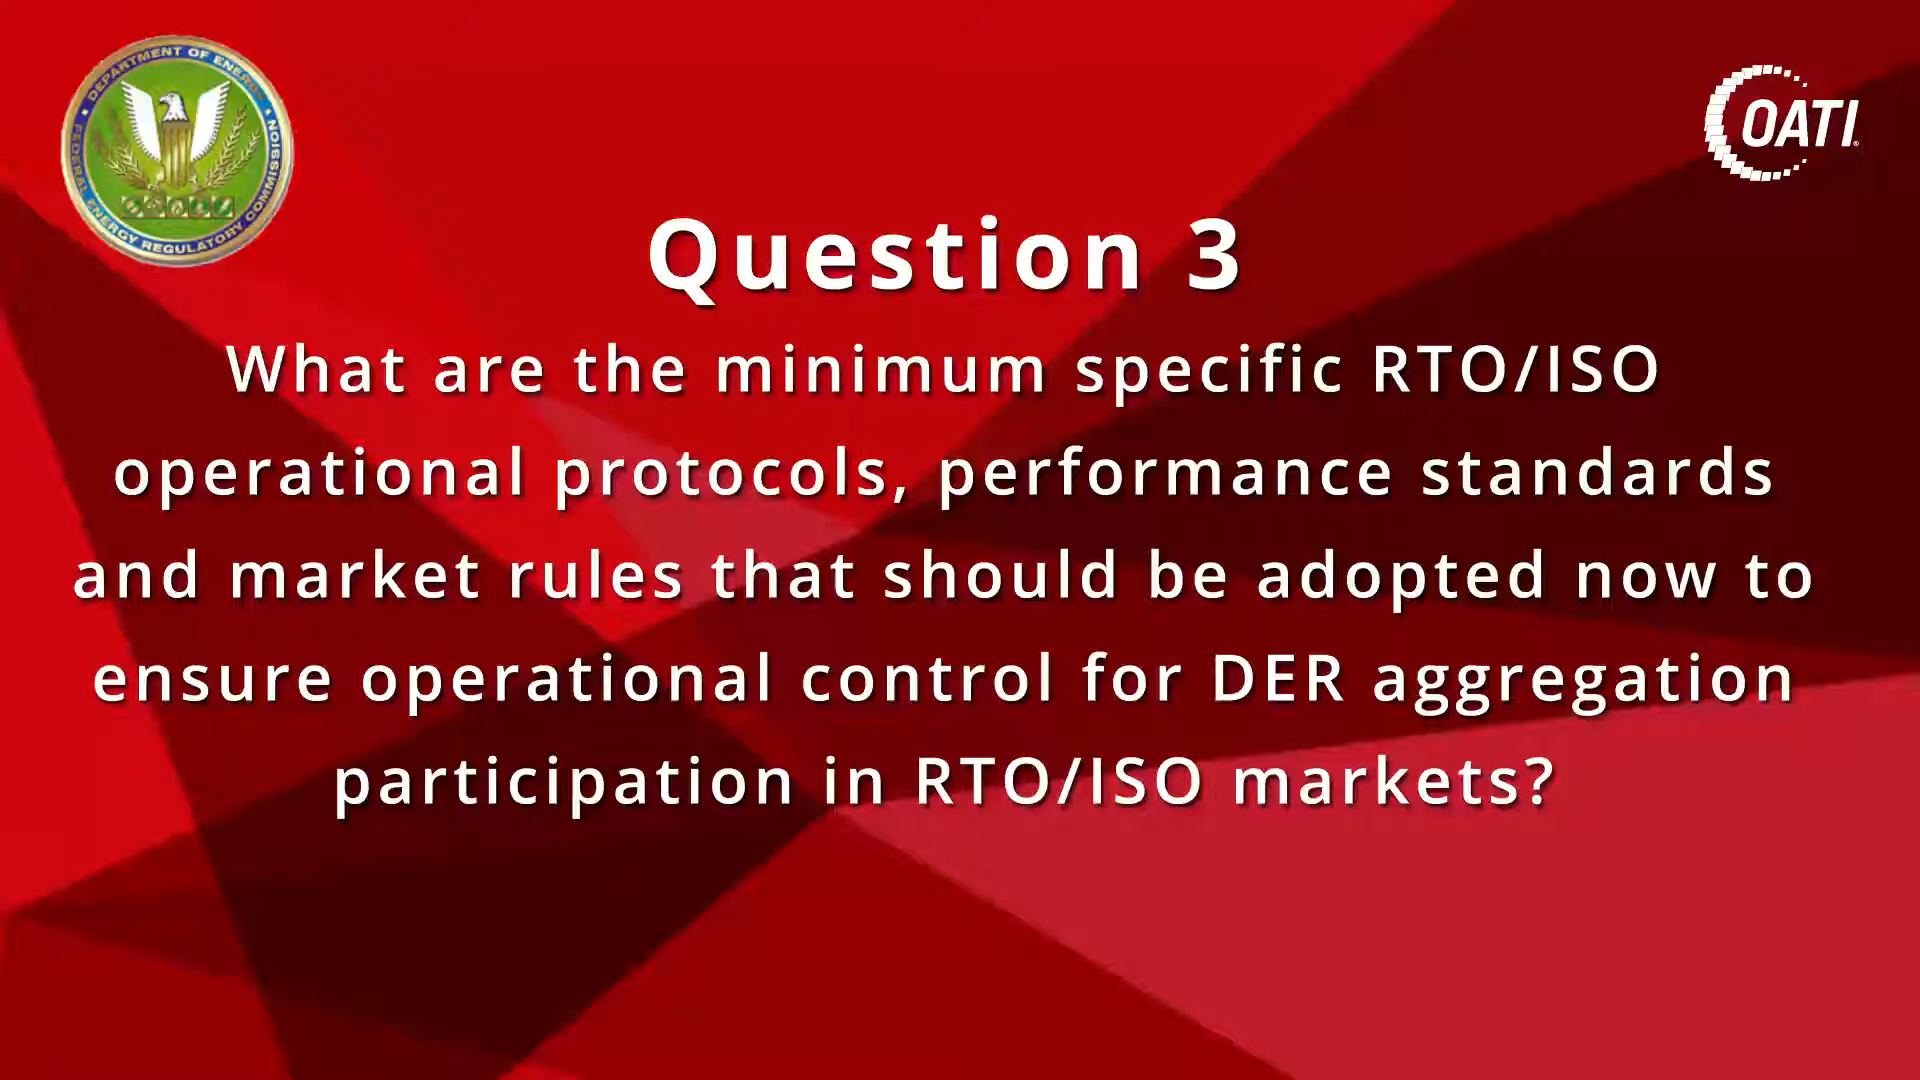 DEPARTMENT OF ENERGY
FEDERAL ENERGY REGULATORY COMMISSION
OATI
Question 3
What are the minimum specific RTO/ISO
operational protocols, performance standards
and market rules that should be adopted now to
ensure operational control for DER aggregation
participation in RTO/ISO markets?